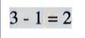 3 - 1 = 2